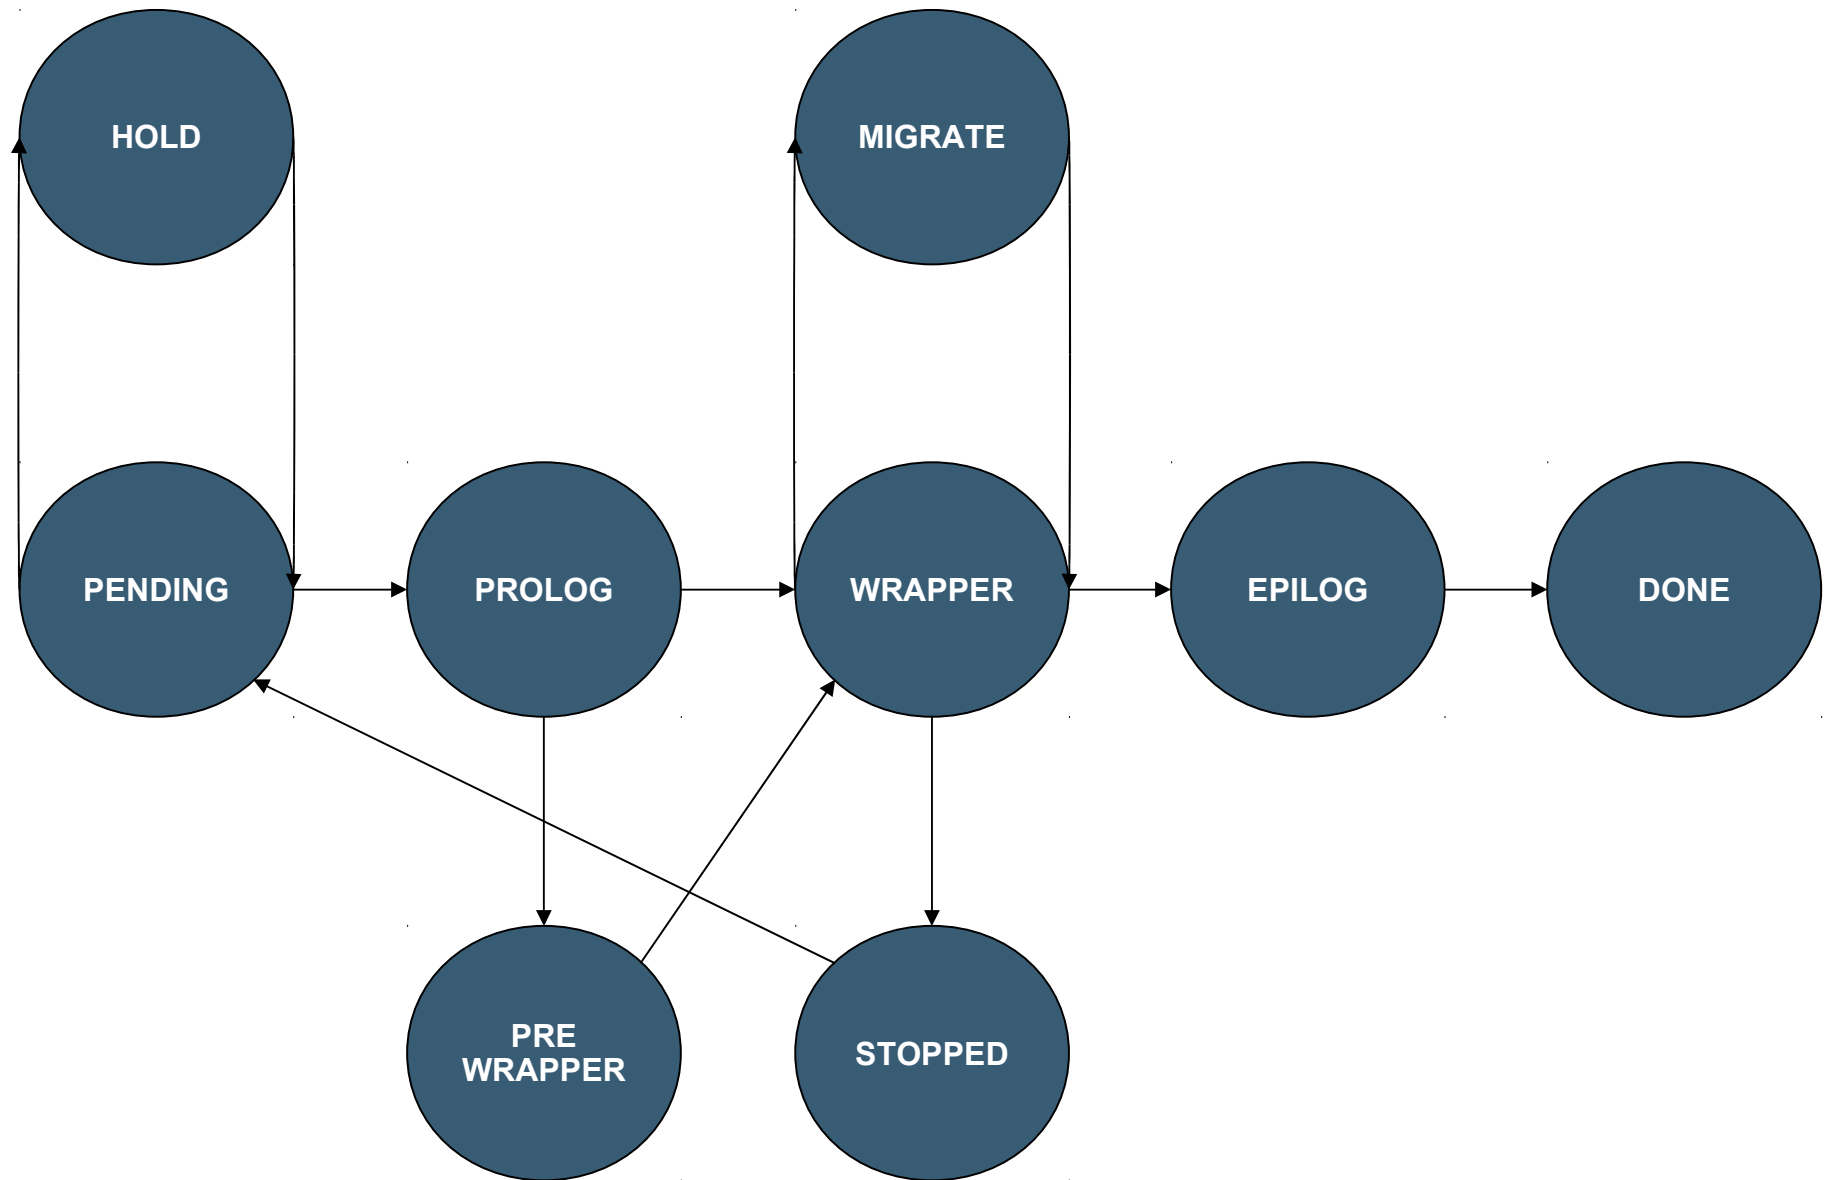 HOLD
MIGRATE
PENDING
PROLOG
WRAPPER
EPILOG
DONE
PRE
WRAPPER
STOPPED